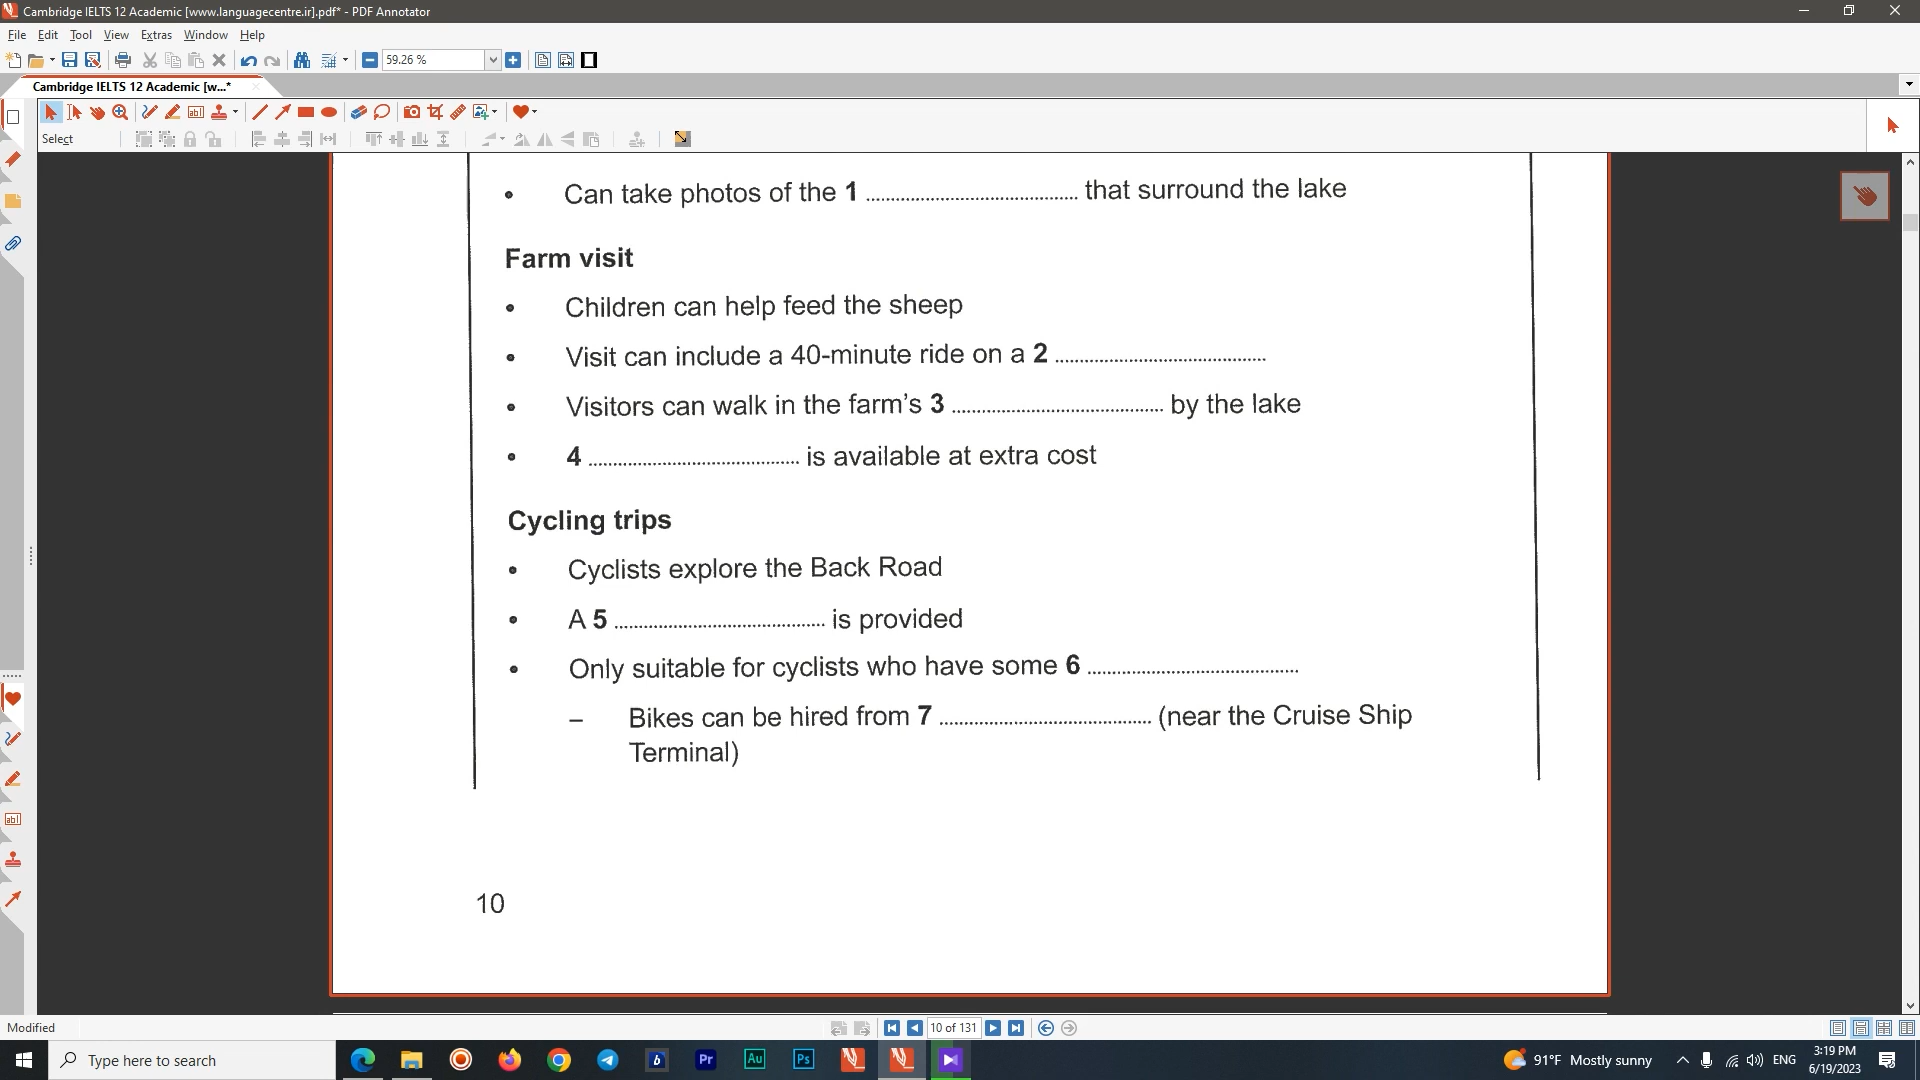 Cambridge IELTS 12 Academic [www.languagecentre.ir].pdf* - PDF Annotator
File Edit Tool View Extras Window Help
59.26 %
Cambridge IELTS 12 Academic [w...*
Select
• Can take photos of the 1 ........................................ that surround the lake
Farm visit
• Children can help feed the sheep
• Visit can include a 40-minute ride on a 2 ........................................
• Visitors can walk in the farm's 3 ........................................ by the lake
• 4 ........................................ is available at extra cost
Cycling trips
• Cyclists explore the Back Road
• A 5 ........................................ is provided
• Only suitable for cyclists who have some 6 ........................................
– Bikes can be hired from 7 ........................................ (near the Cruise Ship
Terminal)
10
Modified
10 of 131
Type here to search
b
Pr
Au
Ps
91°F Mostly sunny
ENG
3:19 PM
6/19/2023